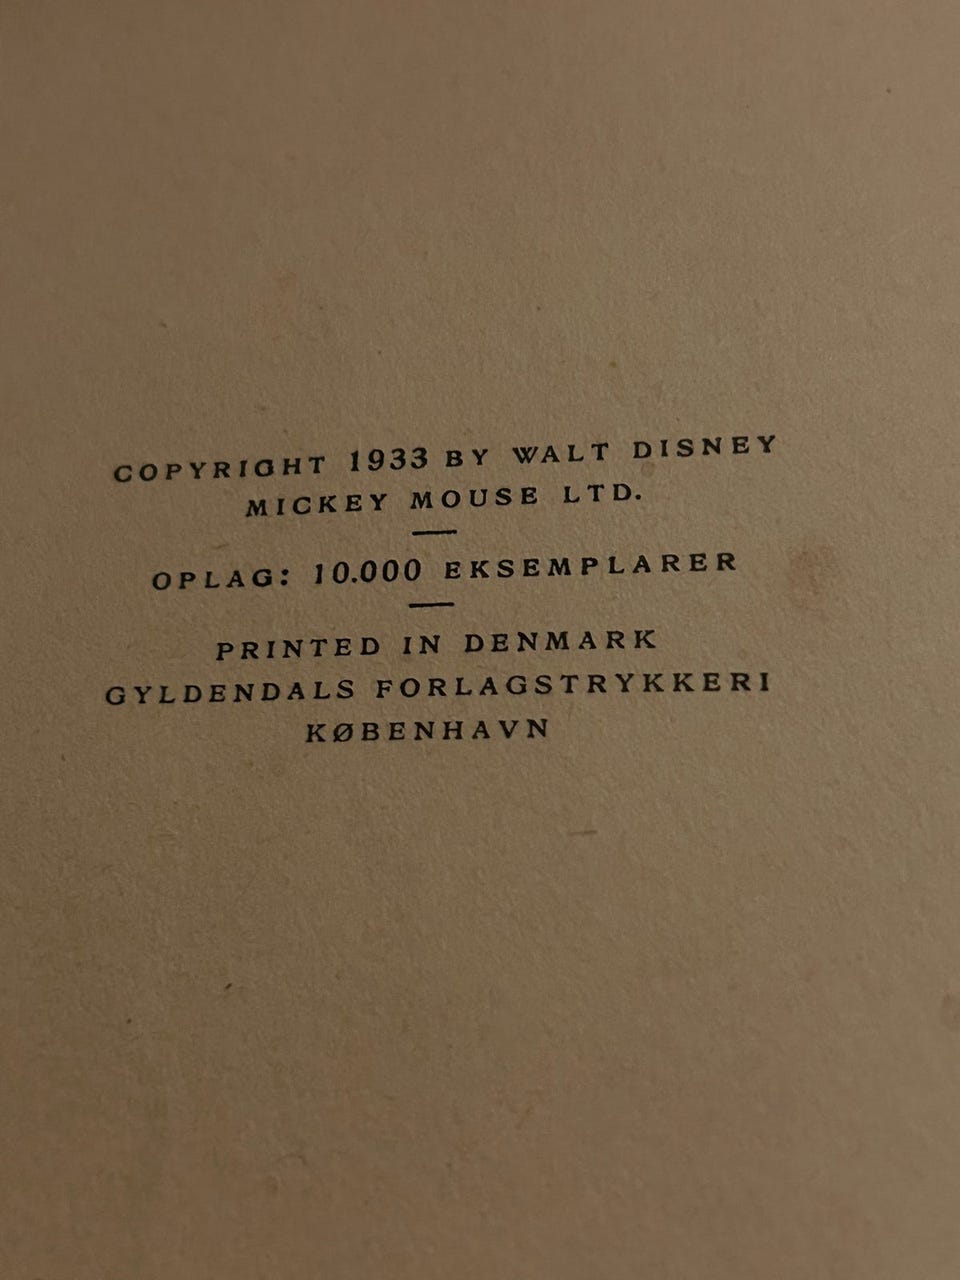 COPYRIGHT 1933 BY WALT DISNEY
MICKEY MOUSE LTD.
OPLAG: 10.000 EKSEMPLARER
PRINTED IN DENMARK
GYLDENDALS FORLAGSTRYKKERI
KØBENHAVN